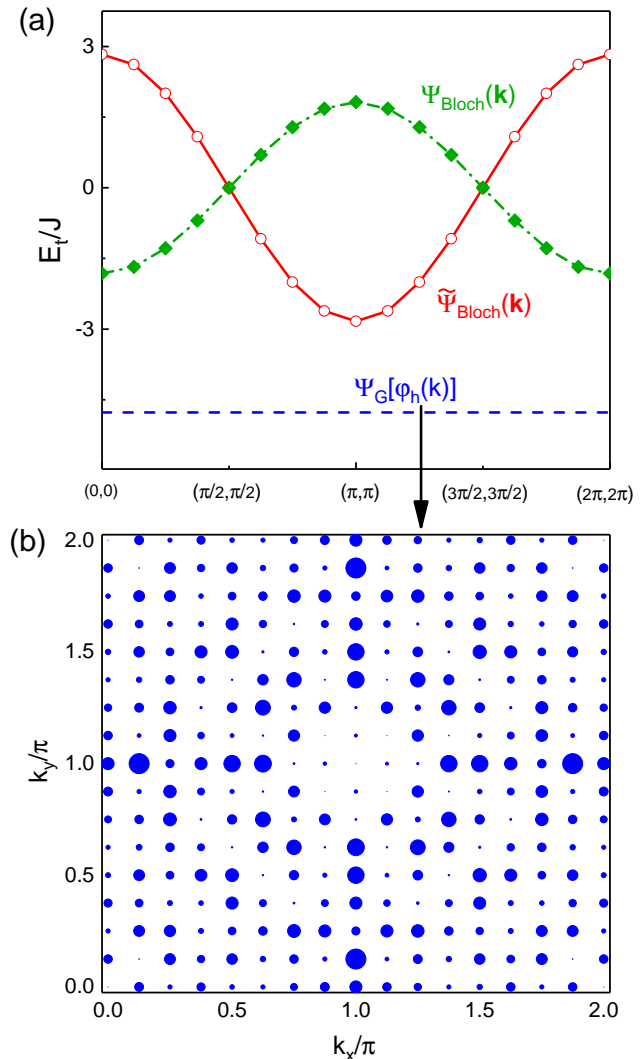 (a)
3
0
-3
E_t/J
Ψ_Bloch(k)
Ψ̃_Bloch(k)
Ψ_G[φ_h(k)]
(0,0)
(π/2,π/2)
(π,π)
(3π/2,3π/2)
(2π,2π)
(b)
2.0
1.5
1.0
0.5
0.0
k_y/π
0.0
0.5
1.0
1.5
2.0
k_x/π